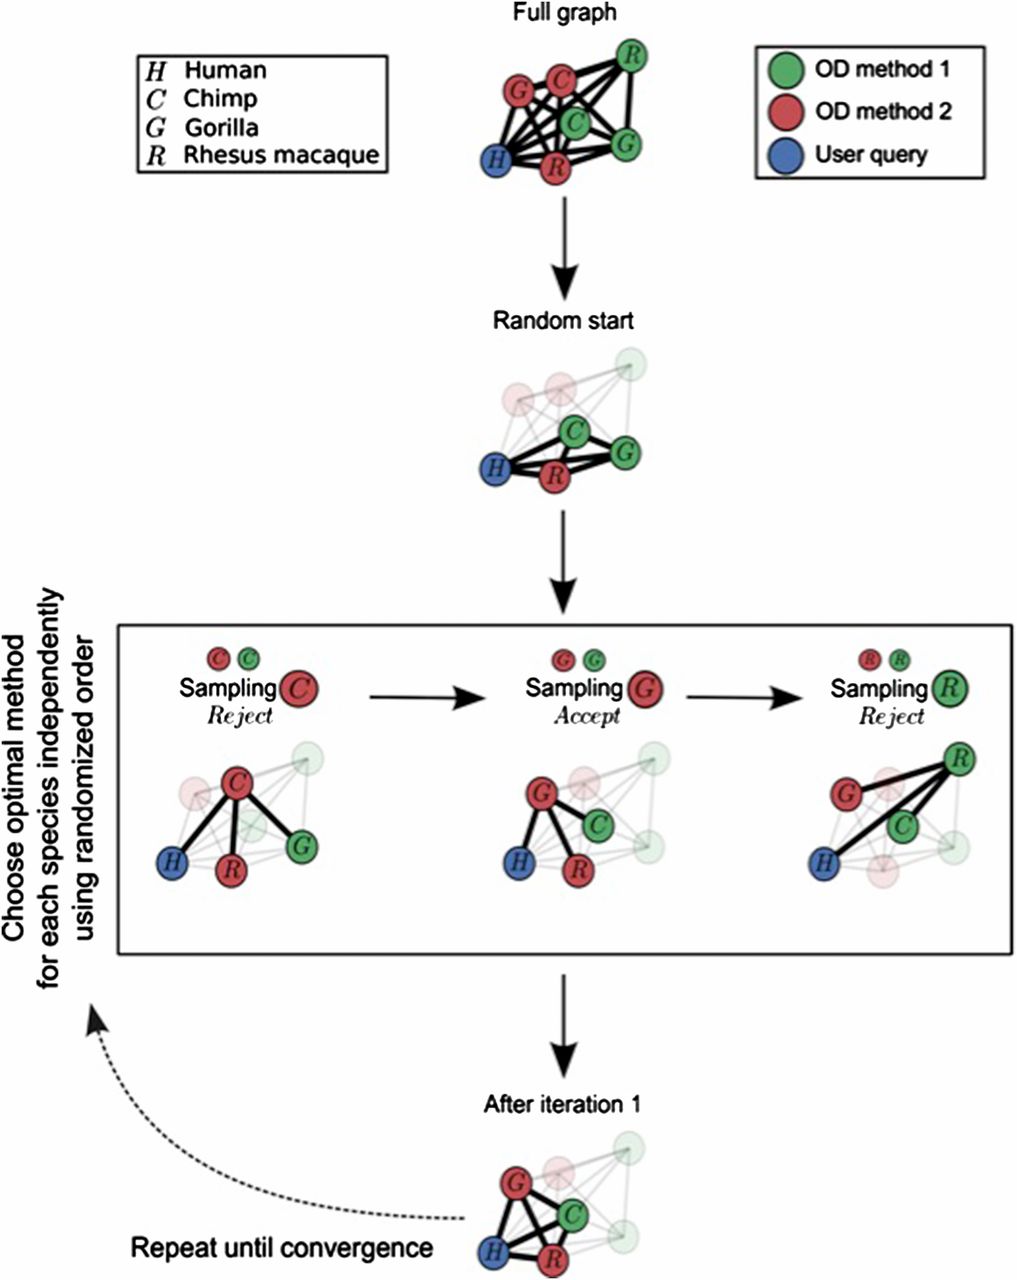 Full graph
H Human
C Chimp
G Gorilla
R Rhesus macaque
OD method 1
OD method 2
User query
R
C
G
C
G
H
R
Random start
C
G
H
R
Choose optimal method
for each species independently
using randomized order
C C
Sampling C
Reject
C
G
H
R
G G
Sampling G
Accept
G
C
H
R
R R
Sampling R
Reject
R
G
C
H
After iteration 1
G
C
H
R
Repeat until convergence